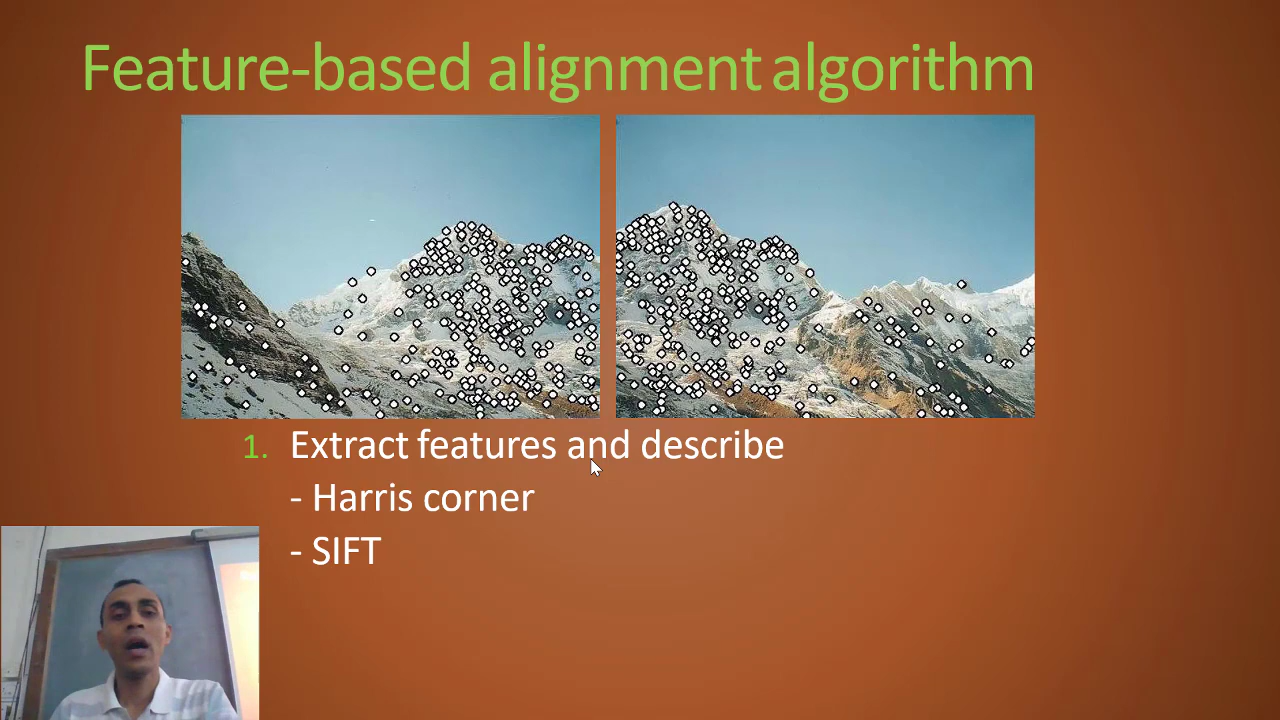 Feature-based alignment algorithm
1. Extract features and describe
- Harris corner
- SIFT